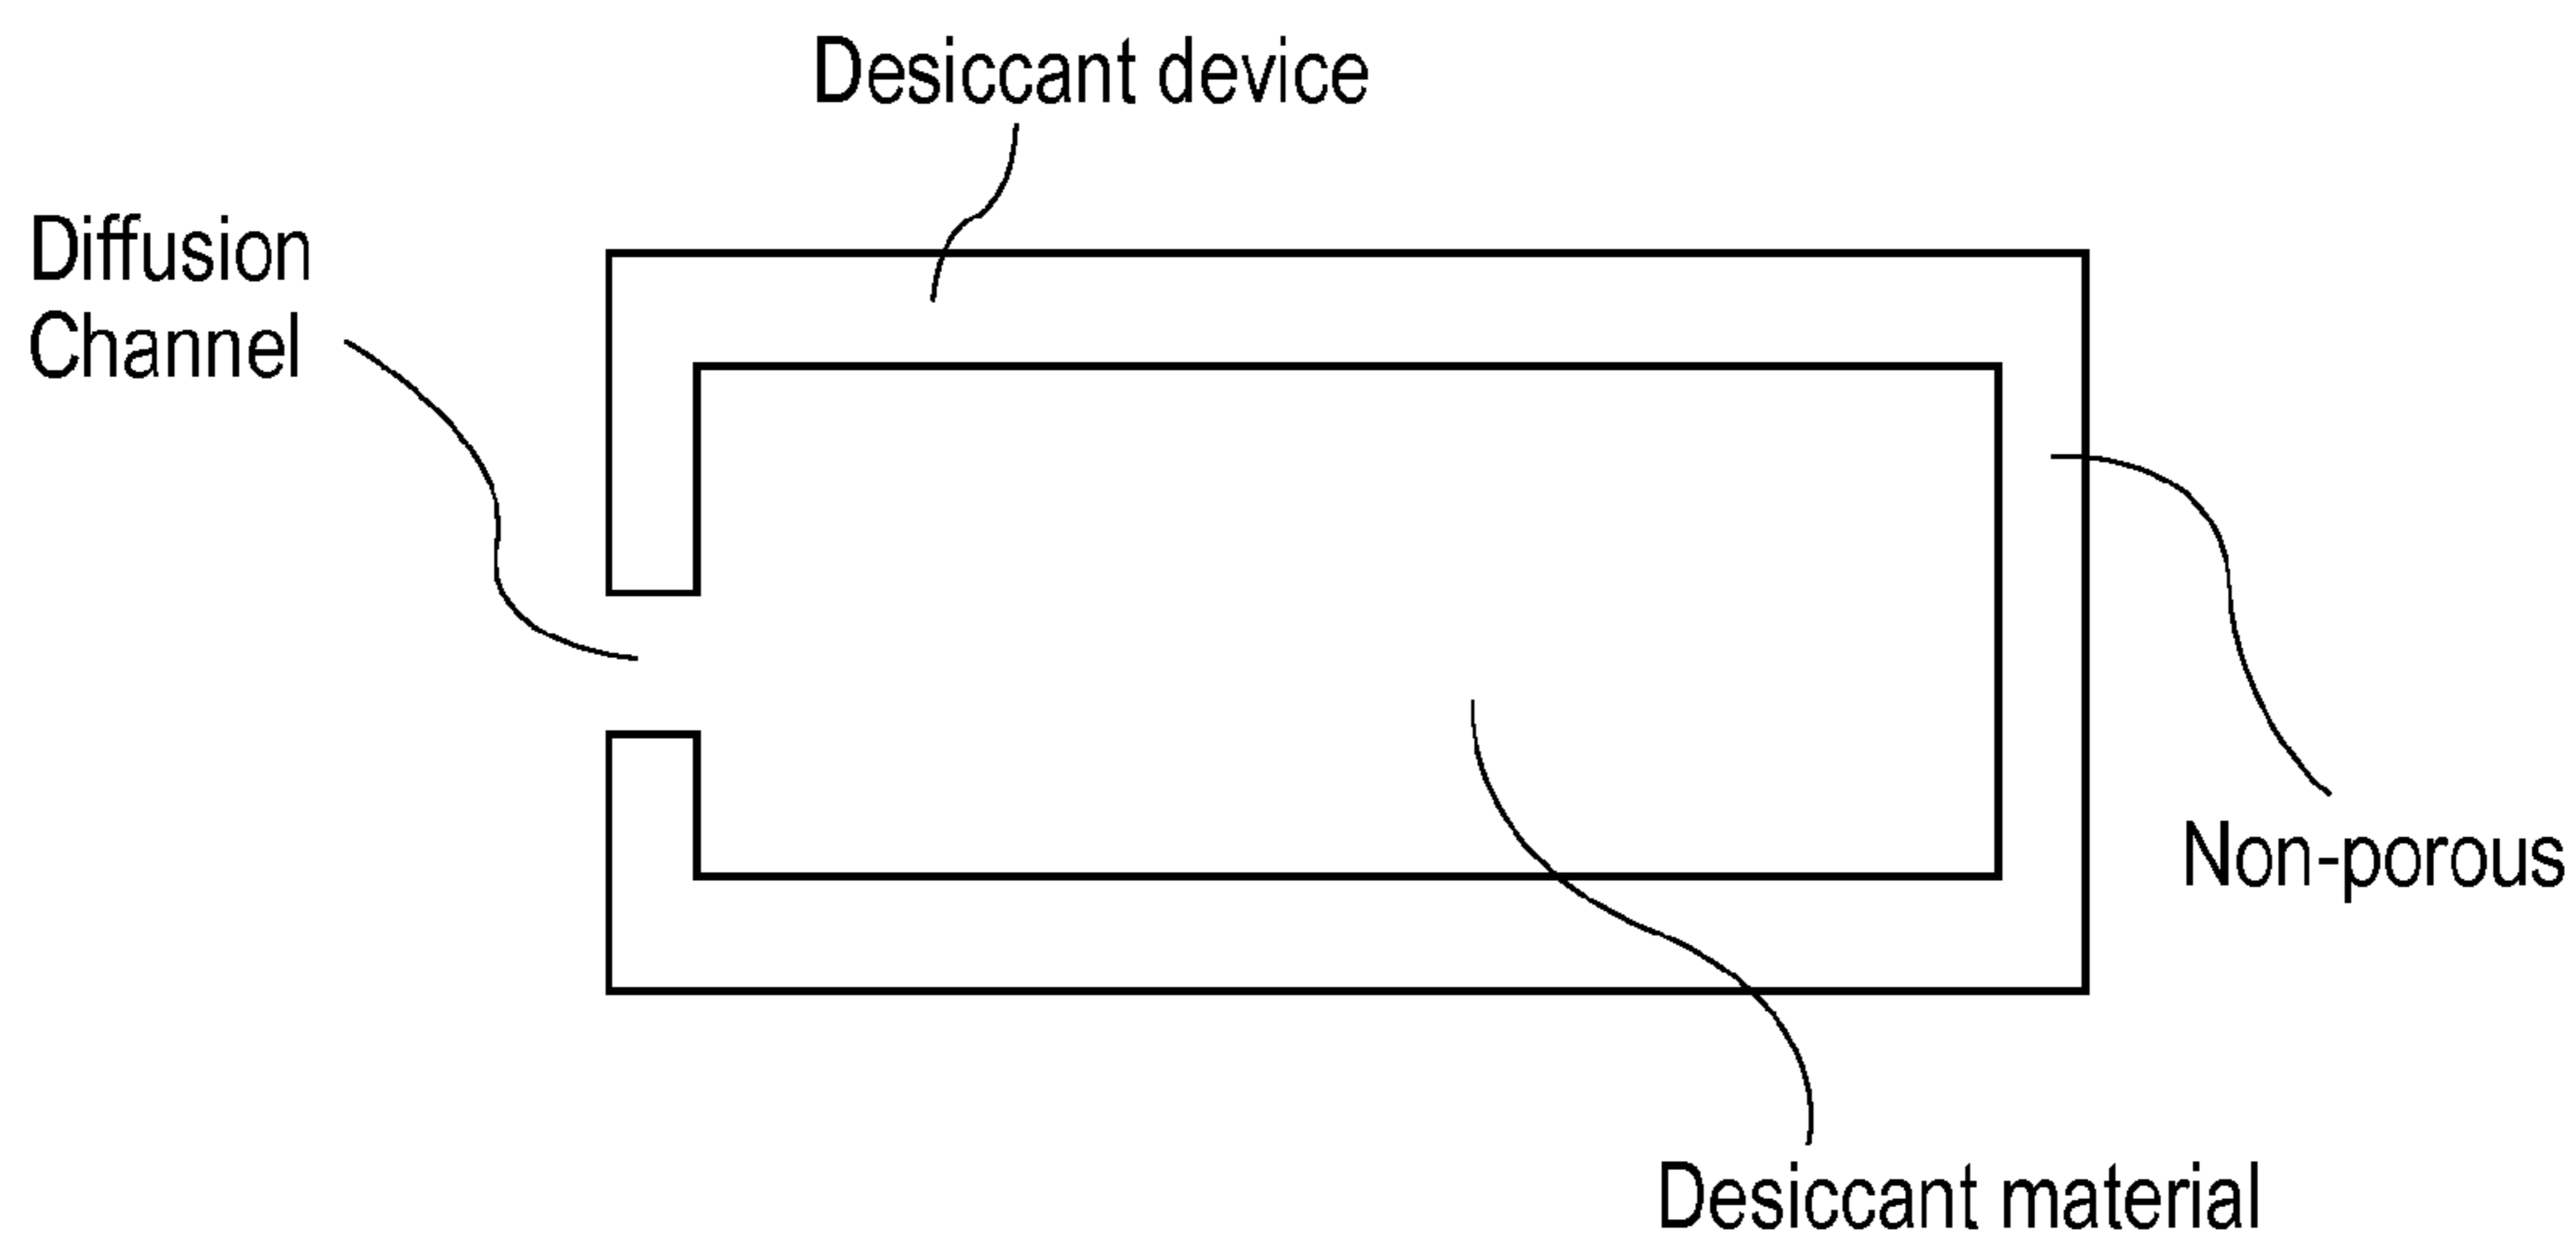 Desiccant device
Diffusion
Channel
Non-porous
Desiccant material